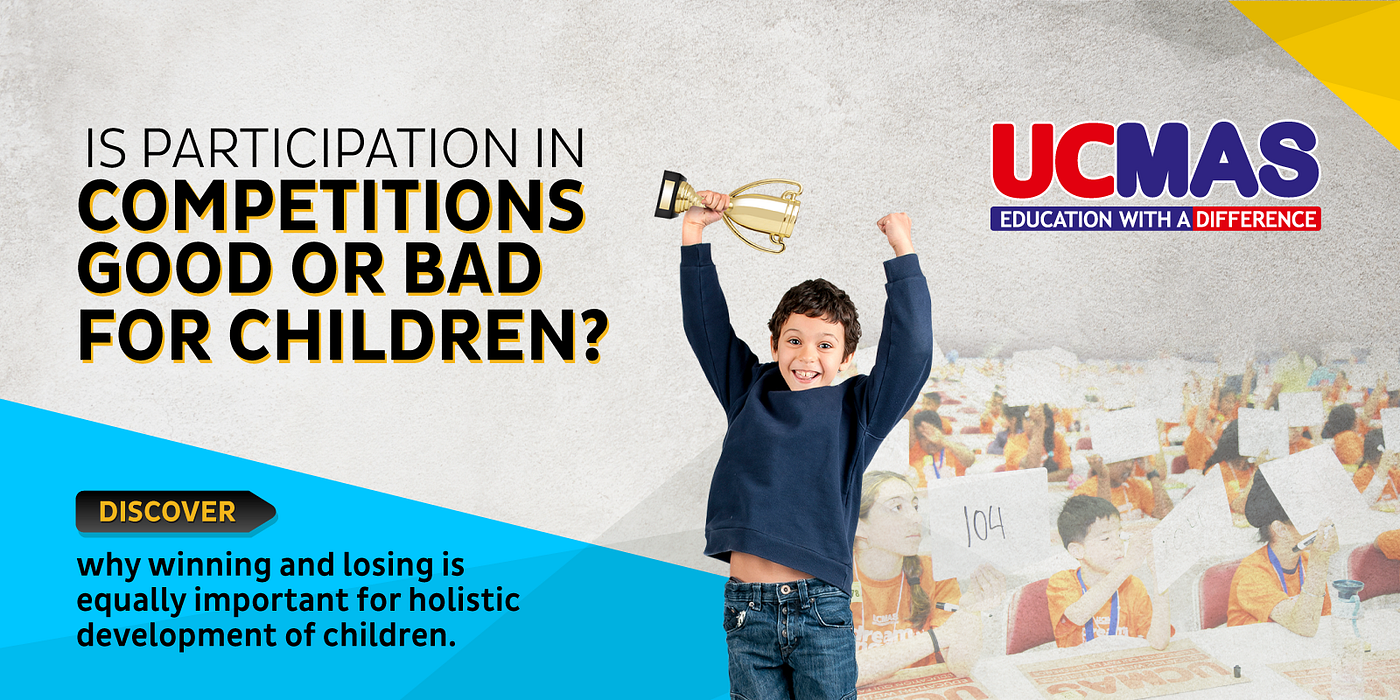 IS PARTICIPATION IN
COMPETITIONS
GOOD OR BAD
FOR CHILDREN?
UCMAS
EDUCATION WITH A DIFFERENCE
DISCOVER
why winning and losing is
equally important for holistic
development of children.
104